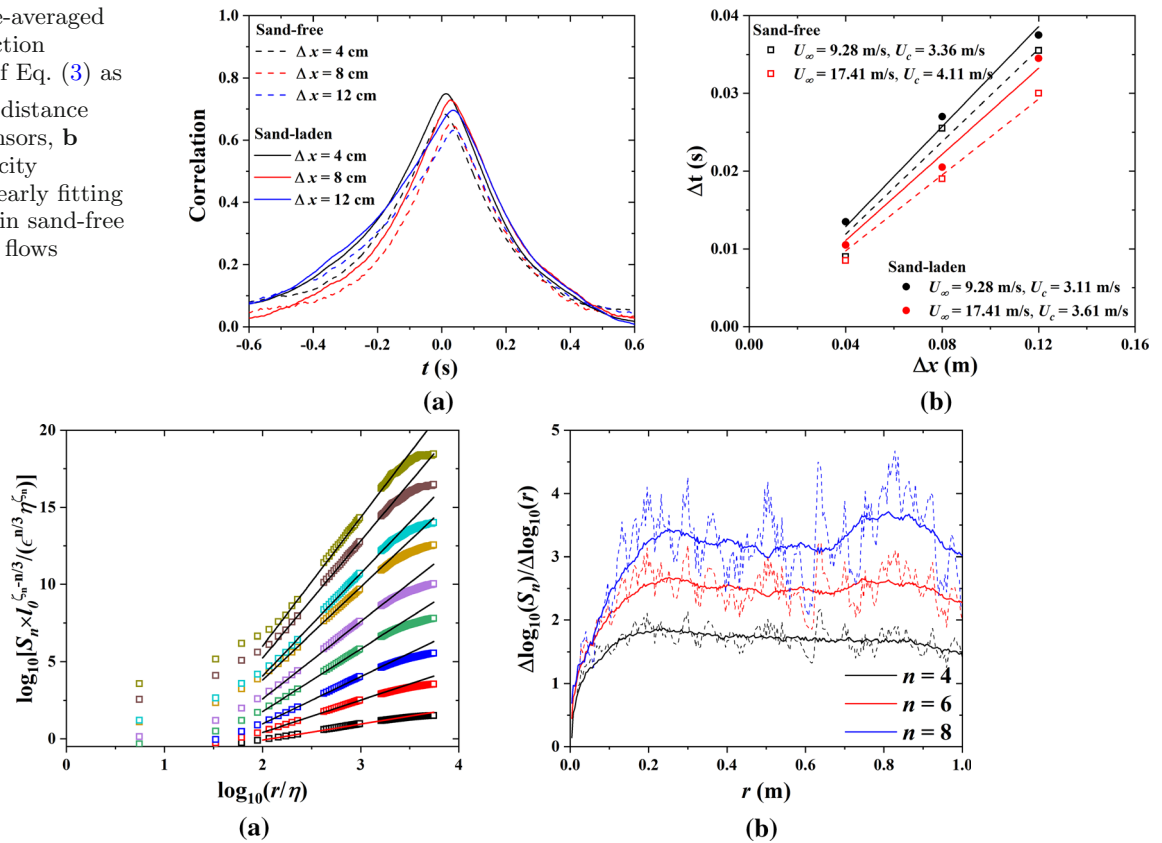 e-averaged
ction
f Eq. (3) as
distance
nsors, b
city
early fitting
in sand-free
flows
1.0
0.8
0.6
0.4
0.2
0.0
Correlation
Sand-free
Δ x = 4 cm
Δ x = 8 cm
Δ x = 12 cm
Sand-laden
Δ x = 4 cm
Δ x = 8 cm
Δ x = 12 cm
-0.6 -0.4 -0.2 0.0 0.2 0.4 0.6
t (s)
(a)
0.04
0.03
0.02
0.01
0.00
Δt (s)
Sand-free
U∞ = 9.28 m/s, Uc = 3.36 m/s
U∞ = 17.41 m/s, Uc = 4.11 m/s
Sand-laden
U∞ = 9.28 m/s, Uc = 3.11 m/s
U∞ = 17.41 m/s, Uc = 3.61 m/s
0.00 0.04 0.08 0.12 0.16
Δx (m)
(b)
20
15
10
5
0
log10[Sn×l0^(ζn-n/3)/(ϵ^(n/3) η^(ζn))]
0 1 2 3 4
log10(r/η)
(a)
5
4
3
2
1
0
Δlog10(Sn)/Δlog10(r)
n = 4
n = 6
n = 8
0.0 0.2 0.4 0.6 0.8 1.0
r (m)
(b)